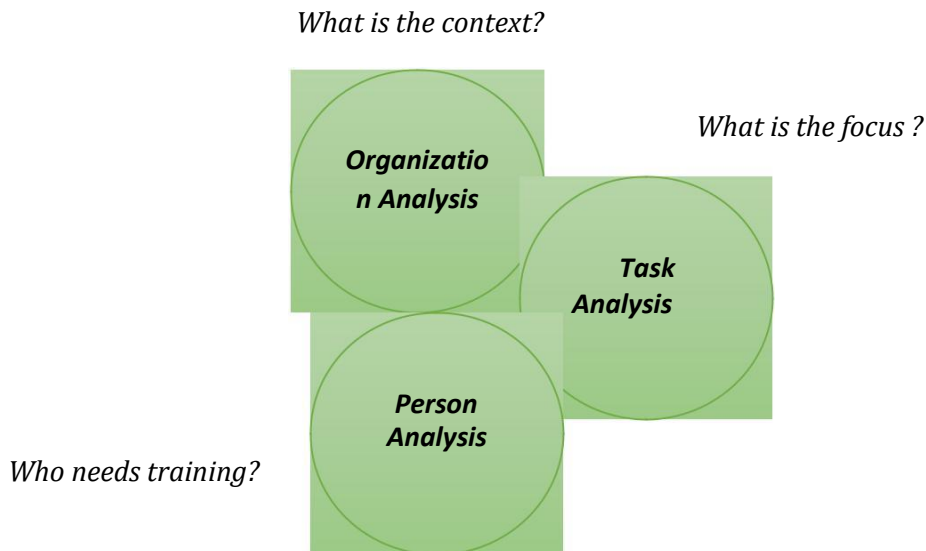 What is the context?
Organizatio
n Analysis
What is the focus ?
Task
Analysis
Person
Analysis
Who needs training?